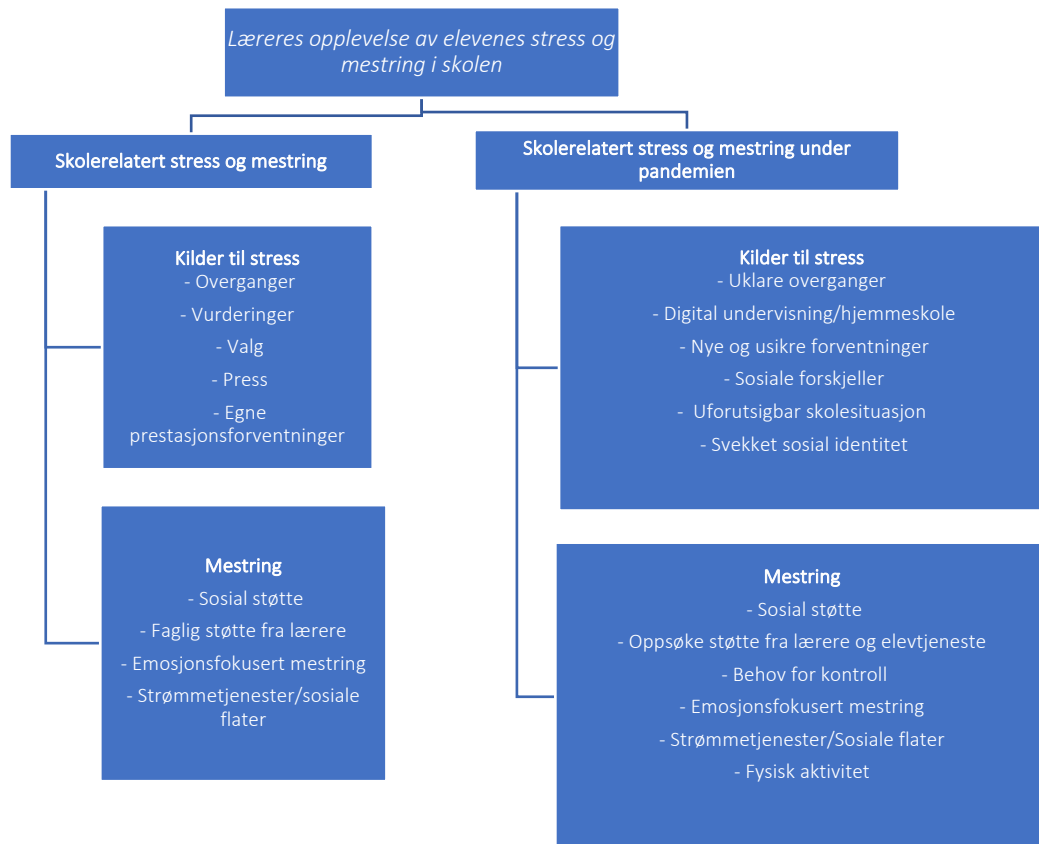 Læreres opplevelse av elevenes stress og
mestring i skolen
Skolerelatert stress og mestring
Kilder til stress
- Overganger
- Vurderinger
- Valg
- Press
- Egne
prestasjonsforventninger
Mestring
- Sosial støtte
- Faglig støtte fra lærere
- Emosjonsfokusert mestring
- Strømmetjenester/sosiale
flater
Skolerelatert stress og mestring under
pandemien
Kilder til stress
- Uklare overganger
- Digital undervisning/hjemmeskole
- Nye og usikre forventninger
- Sosiale forskjeller
- Uforutsigbar skolesituasjon
- Svekket sosial identitet
Mestring
- Sosial støtte
- Oppsøke støtte fra lærere og elevtjeneste
- Behov for kontroll
- Emosjonsfokusert mestring
- Strømmetjenester/Sosiale flater
- Fysisk aktivitet